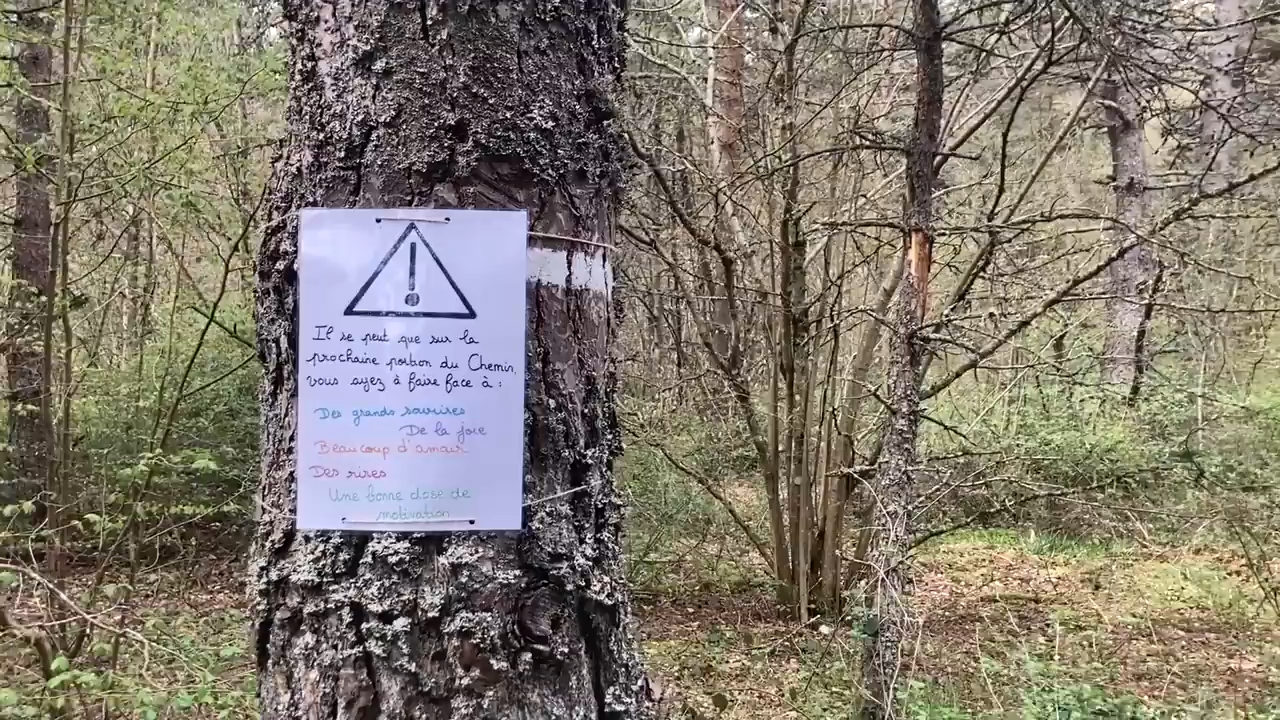 !
Il se peut que sur la
prochaine portion du Chemin,
vous ayez à faire face à :
Des grands sourires
De la joie
Beaucoup d'amour
Des rires
Une bonne dose de
motivation